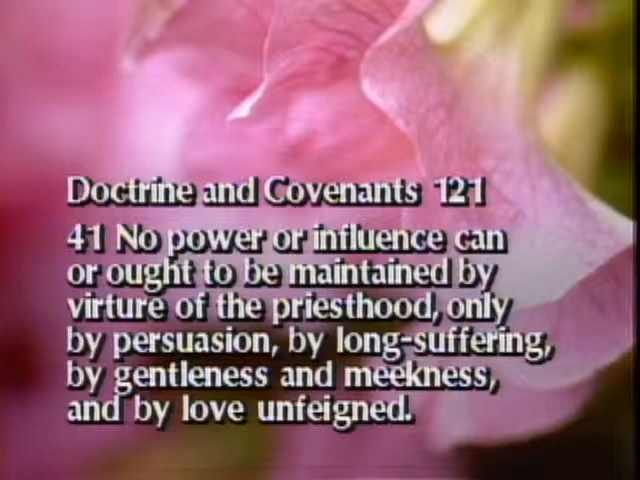 Doctrine and Covenants 121
41 No power or influence can
or ought to be maintained by
virture of the priesthood, only
by persuasion, by long-suffering,
by gentleness and meekness,
and by love unfeigned.